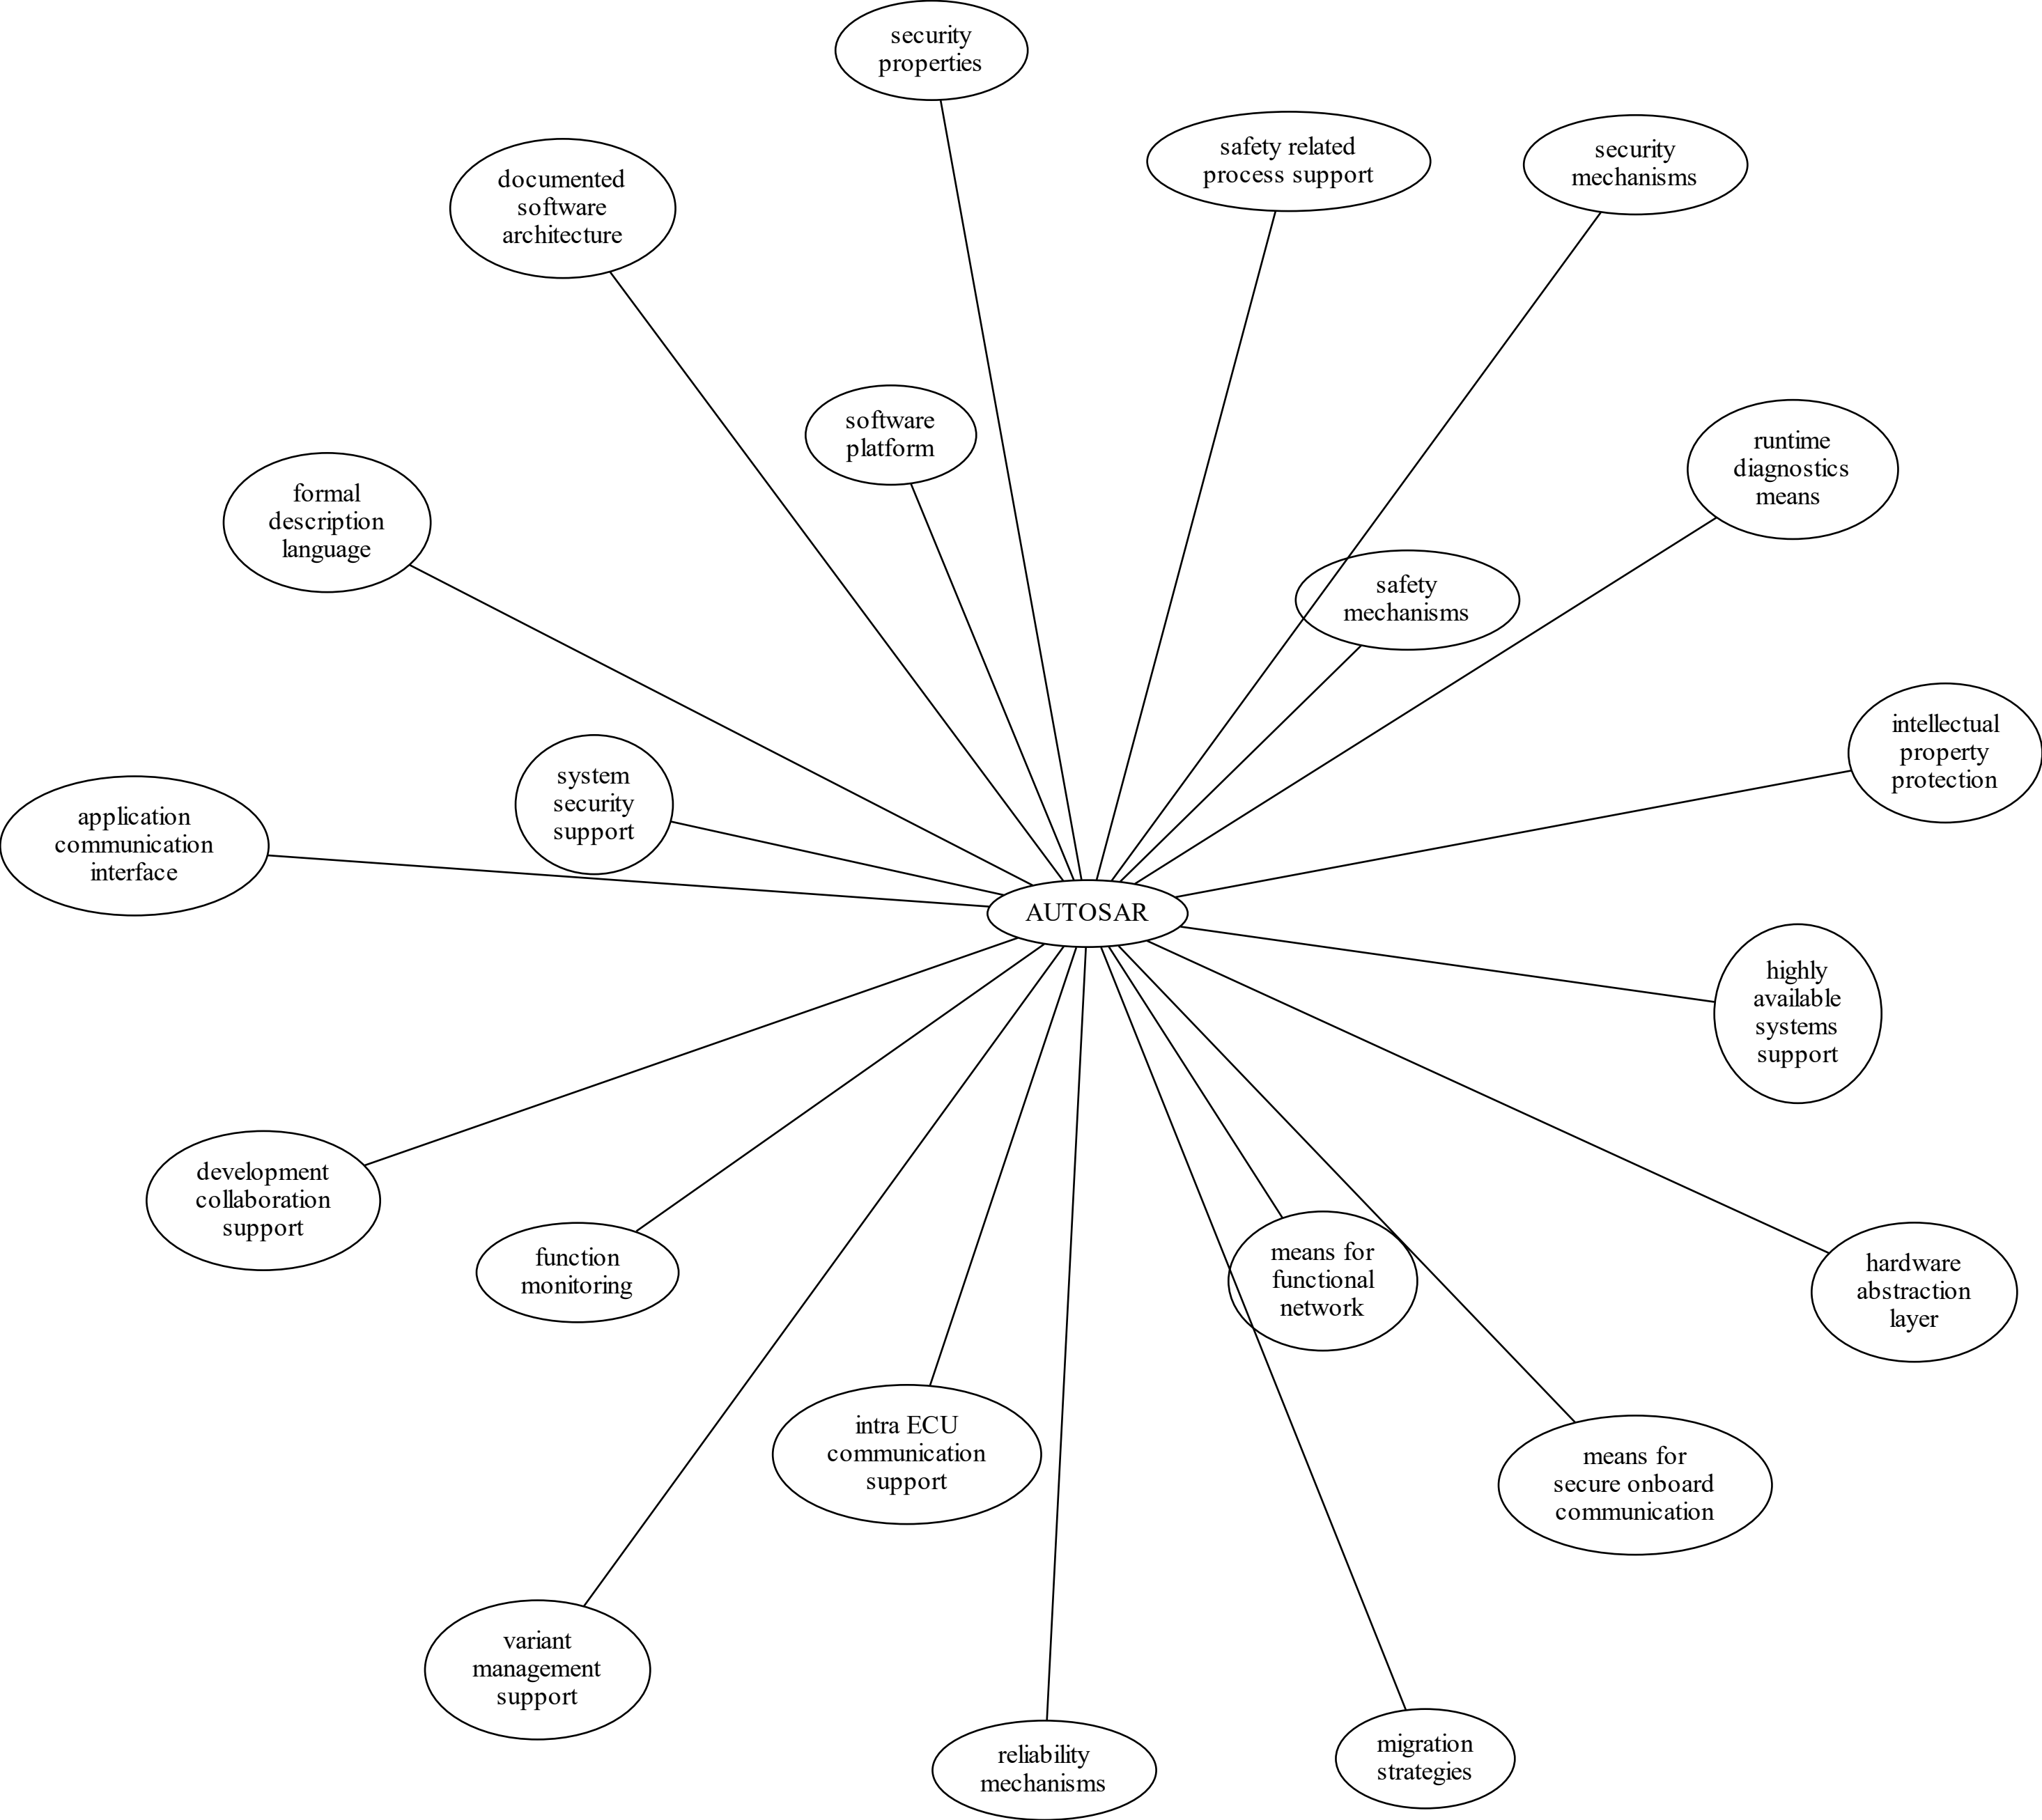 security
properties
safety related
process support
security
mechanisms
documented
software
architecture
software
platform
runtime
diagnostics
means
formal
description
language
safety
mechanisms
intellectual
property
protection
system
security
support
application
communication
interface
AUTOSAR
highly
available
systems
support
development
collaboration
support
function
monitoring
means for
functional
network
hardware
abstraction
layer
intra ECU
communication
support
means for
secure onboard
communication
variant
management
support
reliability
mechanisms
migration
strategies